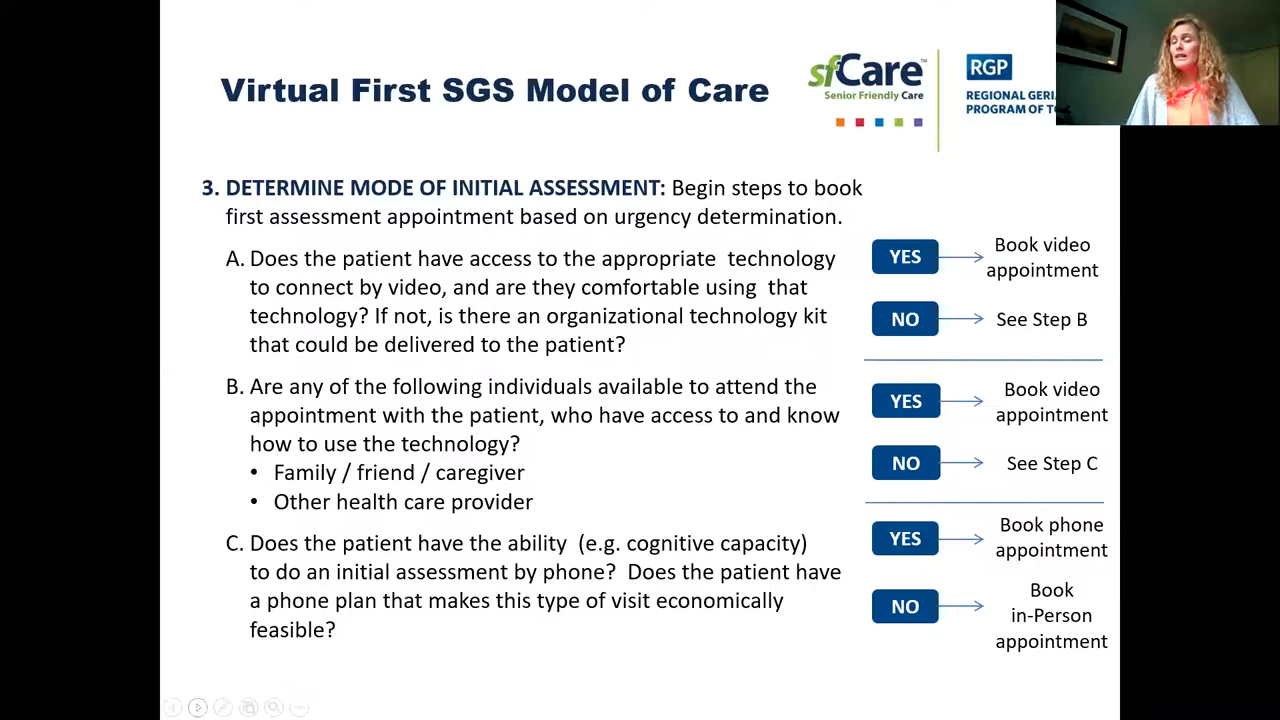 Virtual First SGS Model of Care
sfCare™
Senior Friendly Care
RGP
REGIONAL
PROGRAM OF
3. DETERMINE MODE OF INITIAL ASSESSMENT: Begin steps to book
first assessment appointment based on urgency determination.
A. Does the patient have access to the appropriate technology
to connect by video, and are they comfortable using that
technology? If not, is there an organizational technology kit
that could be delivered to the patient?
YES
Book video
appointment
NO
See Step B
B. Are any of the following individuals available to attend the
appointment with the patient, who have access to and know
how to use the technology?
• Family / friend / caregiver
• Other health care provider
YES
Book video
appointment
NO
See Step C
C. Does the patient have the ability (e.g. cognitive capacity)
to do an initial assessment by phone? Does the patient have
a phone plan that makes this type of visit economically
feasible?
YES
Book phone
appointment
NO
Book
in-Person
appointment